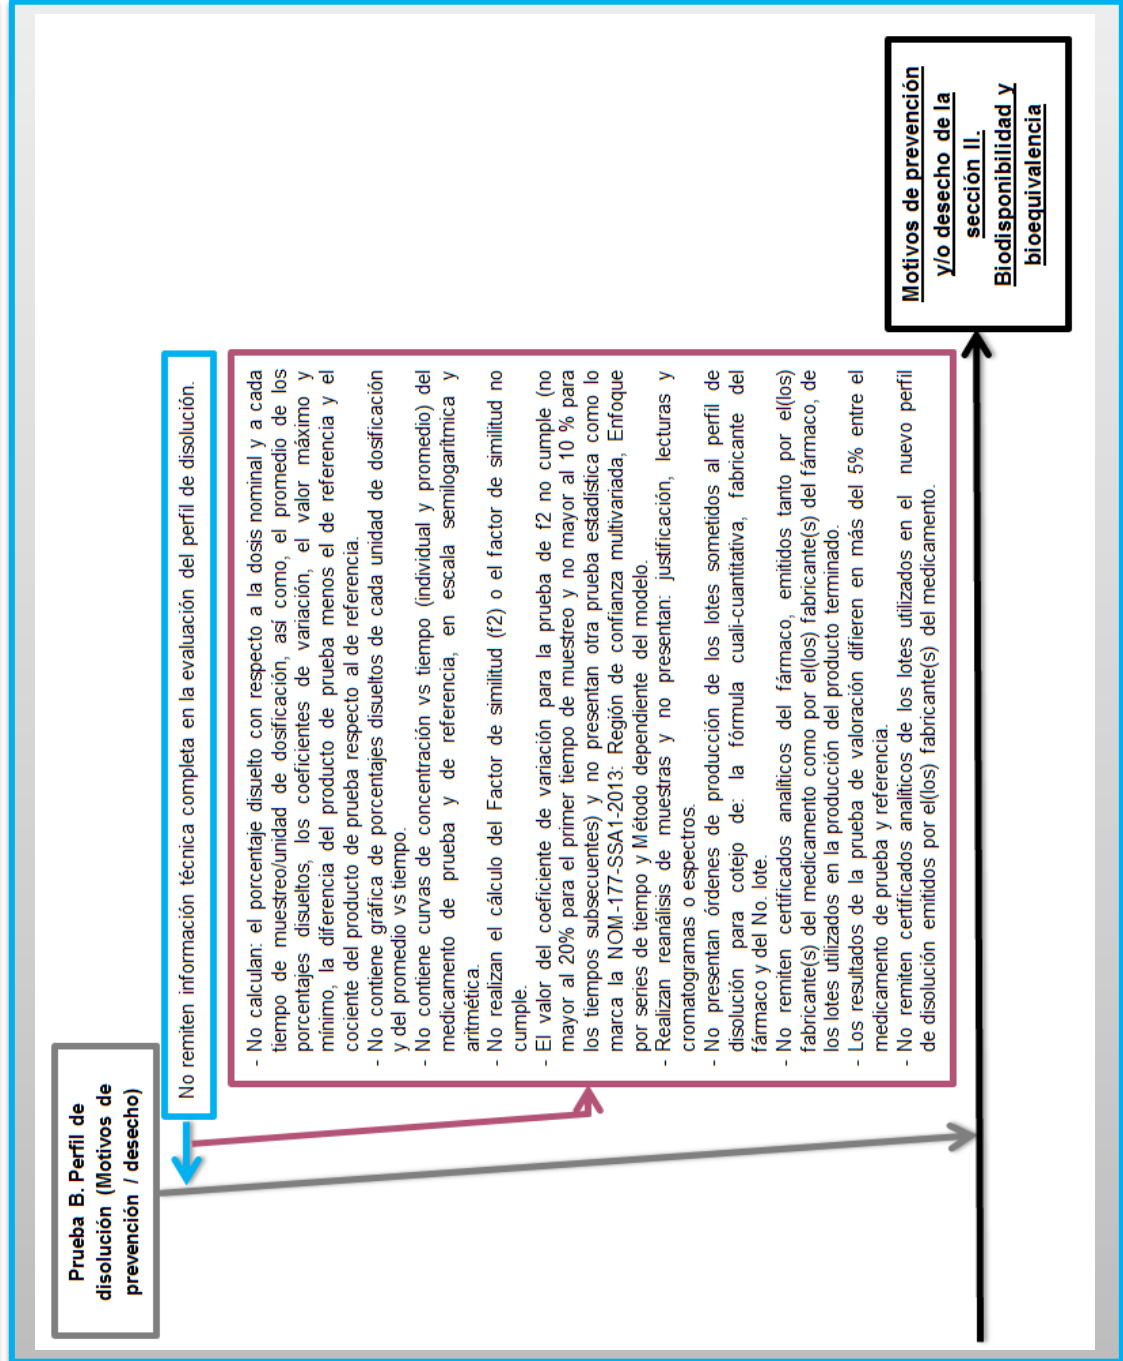 Prueba B. Perfil de
disolución (Motivos de
prevención / desecho)
No remiten información técnica completa en la evaluación del perfil de disolución.
- No calculan: el porcentaje disuelto con respecto a la dosis nominal y a cada
tiempo de muestreo/unidad de dosificación, así como, el promedio de los
porcentajes disueltos, los coeficientes de variación, el valor máximo y
mínimo, la diferencia del producto de prueba menos el de referencia y el
cociente del producto de prueba respecto al de referencia.
- No contiene gráfica de porcentajes disueltos de cada unidad de dosificación
y del promedio vs tiempo.
- No contiene curvas de concentración vs tiempo (individual y promedio) del
medicamento de prueba y de referencia, en escala semilogarítmica y
aritmética.
- No realizan el cálculo del Factor de similitud (f2) o el factor de similitud no
cumple.
- El valor del coeficiente de variación para la prueba de f2 no cumple (no
mayor al 20% para el primer tiempo de muestreo y no mayor al 10 % para
los tiempos subsecuentes) y no presentan otra prueba estadística como lo
marca la NOM-177-SSA1-2013: Región de confianza multivariada, Enfoque
por series de tiempo y Método dependiente del modelo.
- Realizan reanálisis de muestras y no presentan: justificación, lecturas y
cromatogramas o espectros.
- No presentan órdenes de producción de los lotes sometidos al perfil de
disolución para cotejo de: la fórmula cuali-cuantitativa, fabricante del
fármaco y del No. lote.
- No remiten certificados analíticos del fármaco, emitidos tanto por el(los)
fabricante(s) del medicamento como por el(los) fabricante(s) del fármaco, de
los lotes utilizados en la producción del producto terminado.
- Los resultados de la prueba de valoración difieren en más del 5% entre el
medicamento de prueba y referencia.
- No remiten certificados analíticos de los lotes utilizados en el nuevo perfil
de disolución emitidos por el(los) fabricante(s) del medicamento.
Motivos de prevención
y/o desecho de la
sección II.
Biodisponibilidad y
bioequivalencia